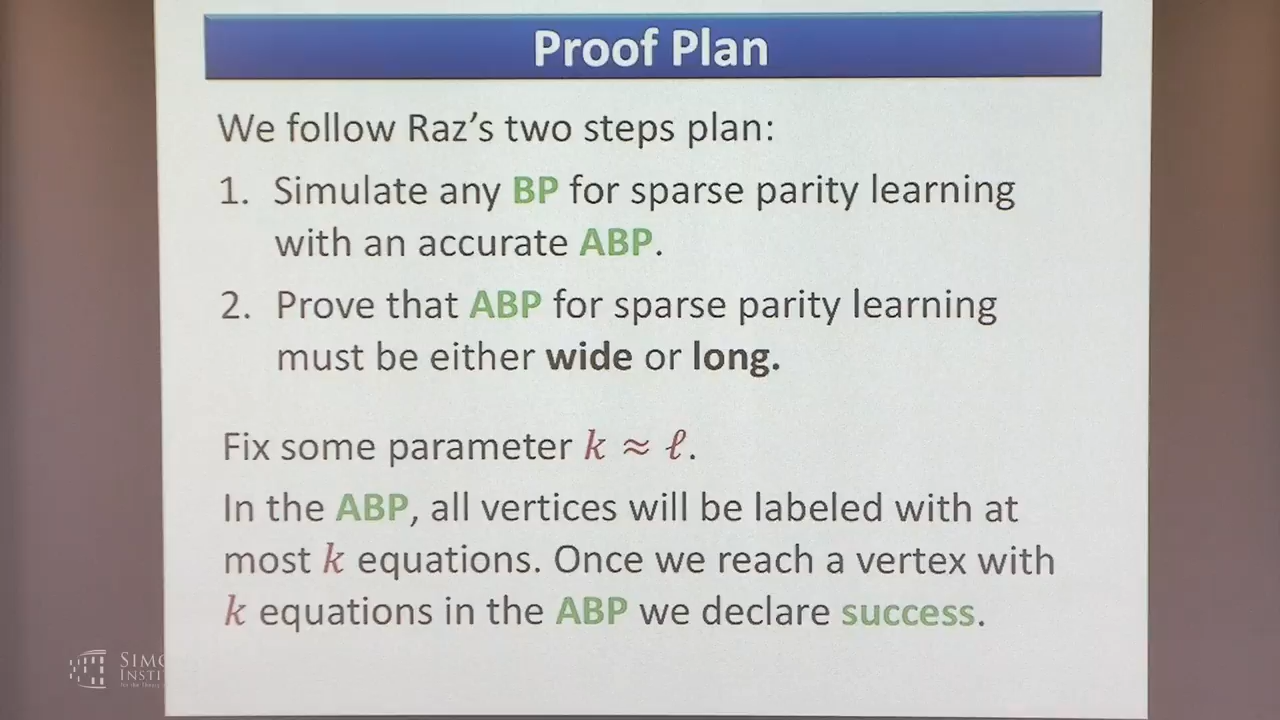 Proof Plan
We follow Raz's two steps plan:
1. Simulate any BP for sparse parity learning
with an accurate ABP.
2. Prove that ABP for sparse parity learning
must be either wide or long.
Fix some parameter k ≈ ℓ.
In the ABP, all vertices will be labeled with at
most k equations. Once we reach a vertex with
k equations in the ABP we declare success.